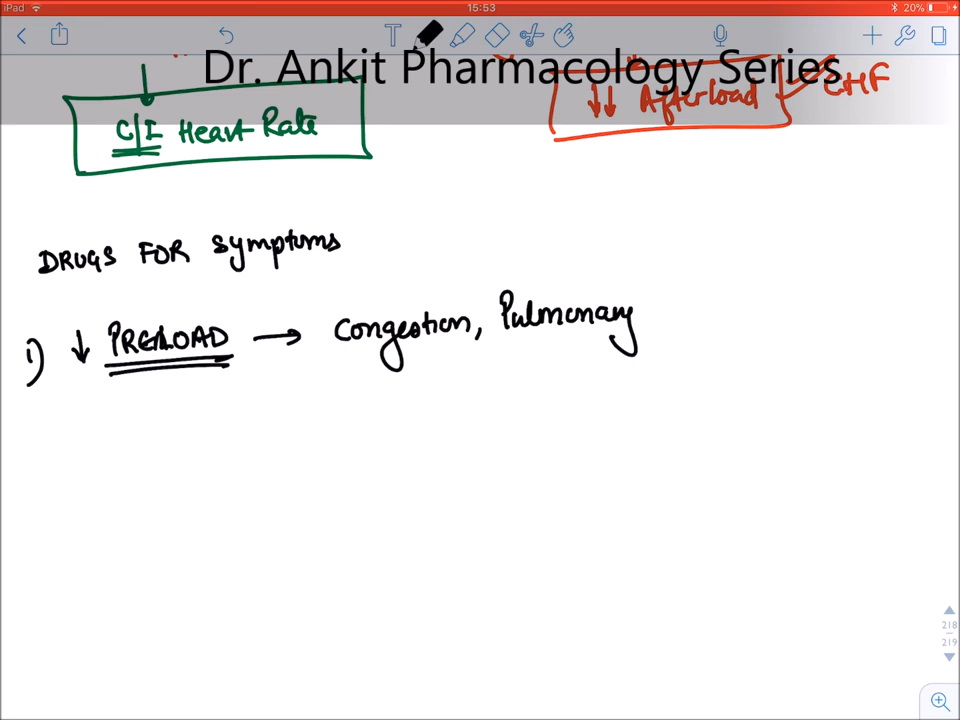 iPad 15:53 20%
T
Dr. Ankit Pharmacology Series
↓↓ Afterload CHF
C/I Heart Rate
DRUGS FOR Symptoms
1) ↓ PRELOAD → Congestion, Pulmonary
218
219